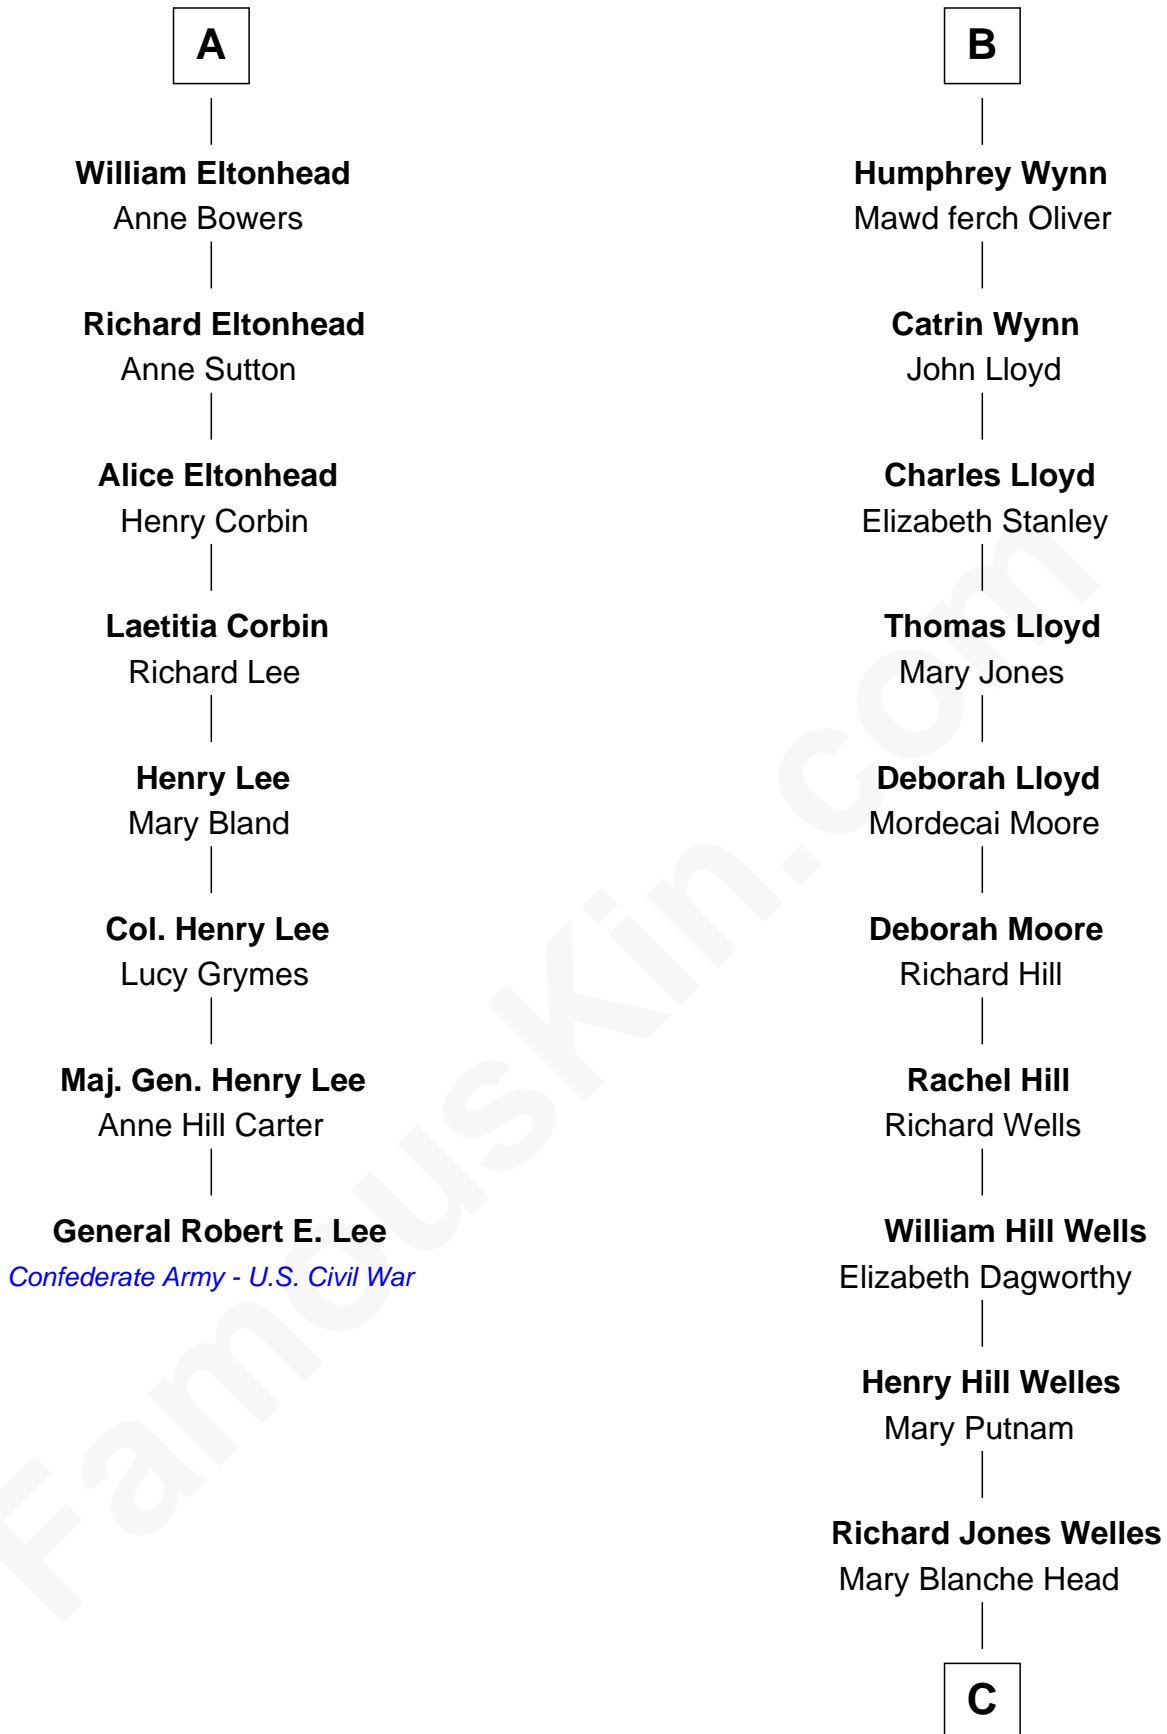 A
William Eltonhead
Anne Bowers
Richard Eltonhead
Anne Sutton
Alice Eltonhead
Henry Corbin
Laetitia Corbin
Richard Lee
Henry Lee
Mary Bland
Col. Henry Lee
Lucy Grymes
Maj. Gen. Henry Lee
Anne Hill Carter
General Robert E. Lee
Confederate Army - U.S. Civil War
B
Humphrey Wynn
Mawd ferch Oliver
Catrin Wynn
John Lloyd
Charles Lloyd
Elizabeth Stanley
Thomas Lloyd
Mary Jones
Deborah Lloyd
Mordecai Moore
Deborah Moore
Richard Hill
Rachel Hill
Richard Wells
William Hill Wells
Elizabeth Dagworthy
Henry Hill Welles
Mary Putnam
Richard Jones Welles
Mary Blanche Head
C
FamousKin.com